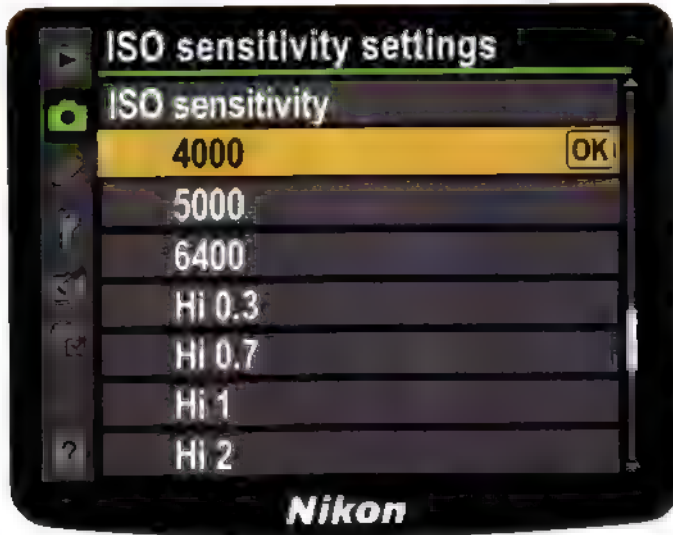 ISO sensitivity settings
ISO sensitivity
4000 OK
5000
6400
Hi 0.3
Hi 0.7
Hi 1
Hi 2
?
Nikon